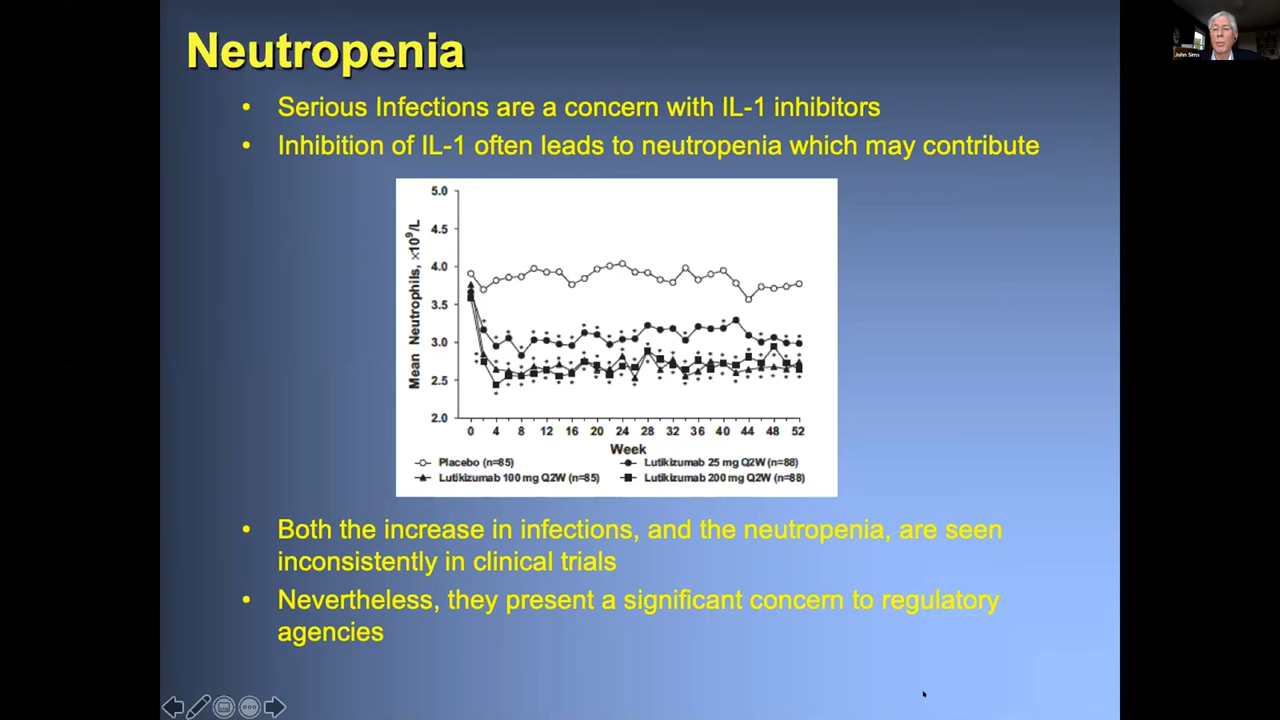 Neutropenia
John Sims
• Serious Infections are a concern with IL-1 inhibitors
• Inhibition of IL-1 often leads to neutropenia which may contribute
Mean Neutrophils, ×10⁹/L
5.0
4.5
4.0
3.5
3.0
2.5
2.0
0 4 8 12 16 20 24 28 32 36 40 44 48 52
Week
Placebo (n=85) Lutikizumab 25 mg Q2W (n=88)
Lutikizumab 100 mg Q2W (n=85) Lutikizumab 200 mg Q2W (n=88)
• Both the increase in infections, and the neutropenia, are seen
inconsistently in clinical trials
• Nevertheless, they present a significant concern to regulatory
agencies